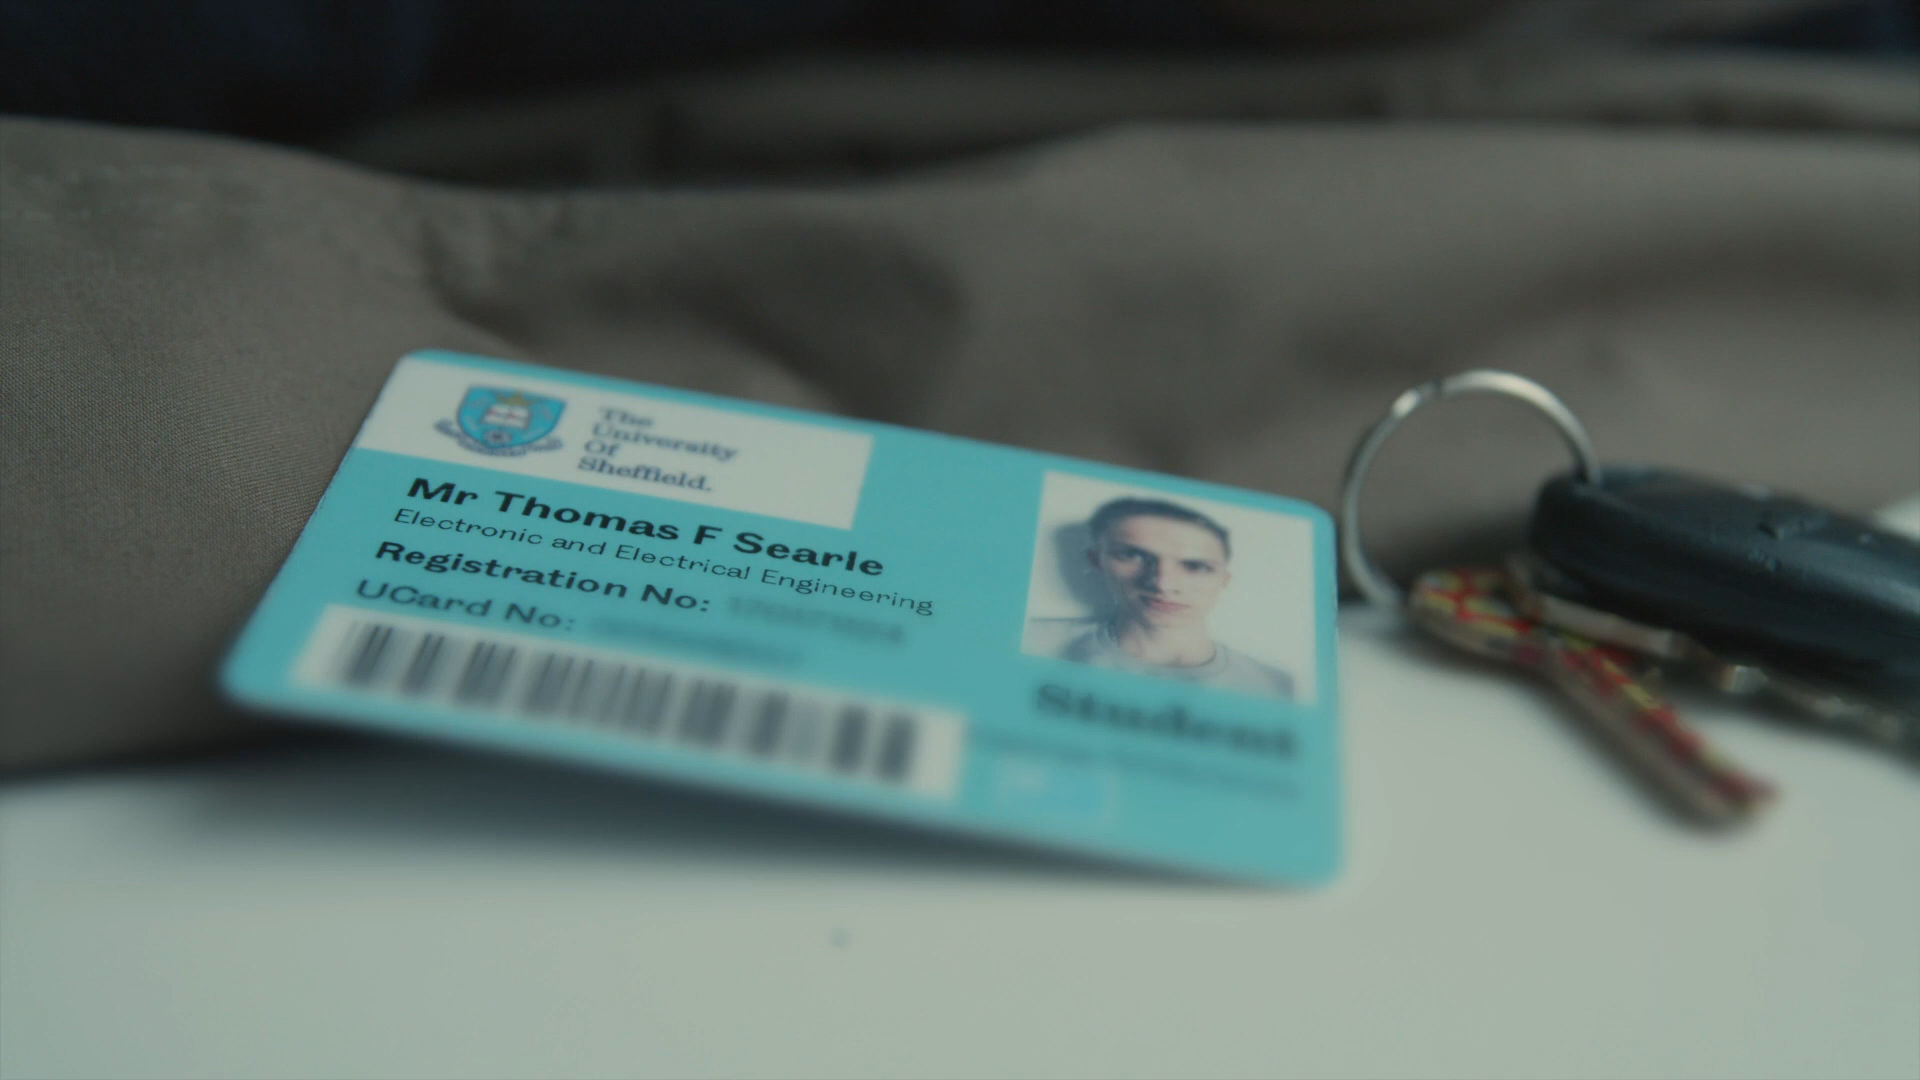 The
University
Of
Sheffield.
Mr Thomas F Searle
Electronic and Electrical Engineering
Registration No:
UCard No:
Student